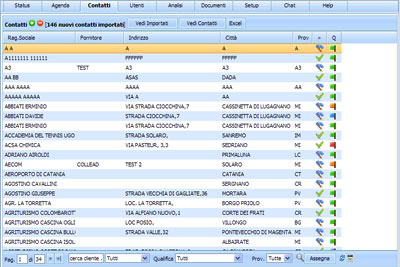 Status Agenda Contatti Utenti Analisi Documenti Setup Chat Help
Contatti [146 nuovi contatti importati] Vedi Importati Vedi Contatti Excel
Rag.Sociale Fornitore Indirizzo Città Prov Q
A A A A A
A1111111 111111 FFFFFF FFFFFF
A3 TEST A3 A3 MI
AA BB ASAS DADA
AAA AAAA A AAAA
AAAAA AAAAAA VIA A AA
ABBIATI ERMINIO VIA STRADA CIOCCHINA,7 CASSINETTA DI LUGAGNANO MI
ABBIATI DAVIDE STRADA CIOCCHINA,7 CASSINETTA DI LUGAGNANO MI
ABBIATI ERMINIO STRADA CIOCCHINA,7 CASSINETTA DI LUGAGNANO MI
ACCADEMIA DEL TENNIS UGO STRADA SOLARO, SANREMO IM
ACSA CHIMICA VIA PASTEUR, 3,3 SEDRIANO MI
ADRIANO AIROLDI PRIMALUNA LC
AECOM COLLEAD TEST 2 SOLARO MI
AEROPORTO DI CATANIA CATANIA CT
AGOSTINO CAVALLINI SERGNANO CR
AGOSTINO GIUSEPPE STRADA VECCHIA DI GAGLIATE,36 MORTARA PV
AGR. LA TORRETTA LOC. LA TORRETTA, BORGO PRIOLO PV
AGRITURISMO COLOMBAROT VIA ALFIANO NUOVO,1 CORTE DEI FRATI CR
AGRITURISMO CASCINA OGLI LOC FOSIO, VILLONGO BG
AGRITURISMO CASCINA BULL STRADA VALLE,32 PONTEVECCHIO DI MAGENTA MI
AGRITURISMO CASCINA ISOL ALBAIRATE MI
Pag. 1 di 34 cerca cliente . Tutti Qualifica Tutti Prov. Tutte Assegna